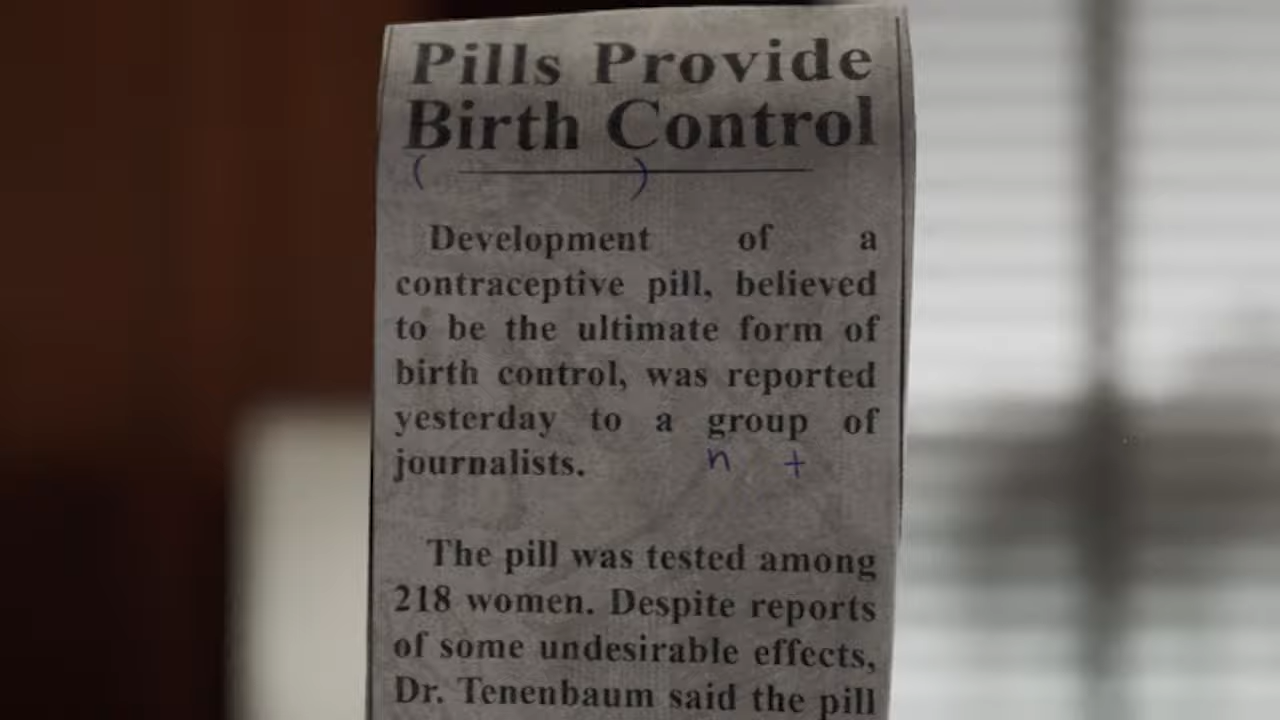 Pills Provide
Birth Control
( )
Development of a
contraceptive pill, believed
to be the ultimate form of
birth control, was reported
yesterday to a group of
journalists. n +
The pill was tested among
218 women. Despite reports
of some undesirable effects,
Dr. Tenenbaum said the pill